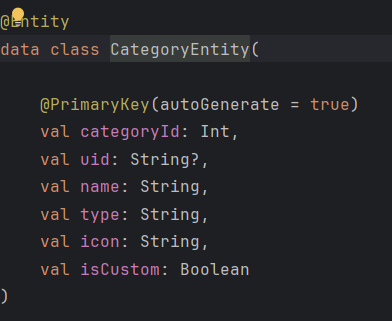 @Entity
data class CategoryEntity(
@PrimaryKey(autoGenerate = true)
val categoryId: Int,
val uid: String?,
val name: String,
val type: String,
val icon: String,
val isCustom: Boolean
)